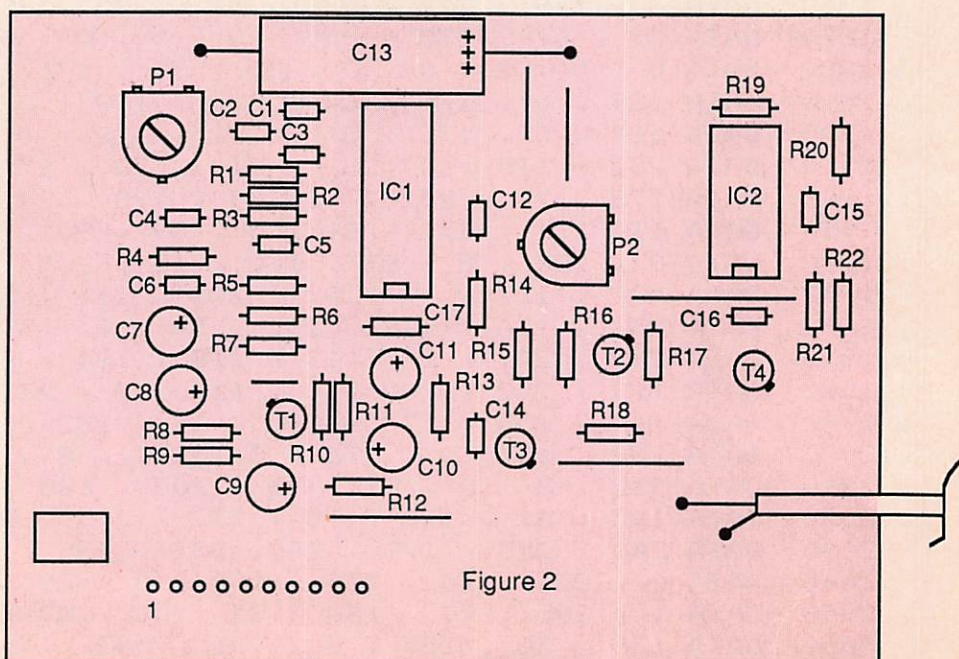 C13
+++
P1
R19
C2
C1
C3
R20
R1
IC1
IC2
R2
C12
C15
C4
R3
P2
C5
R4
R22
C6
R5
R14
C17
R6
C16
C7
R16
R7
C11
R15
T2
R17
R21
T4
C8
R13
R11
C14
T1
R18
R8
R10
T3
R9
C10
C9
R12
Figure 2
1